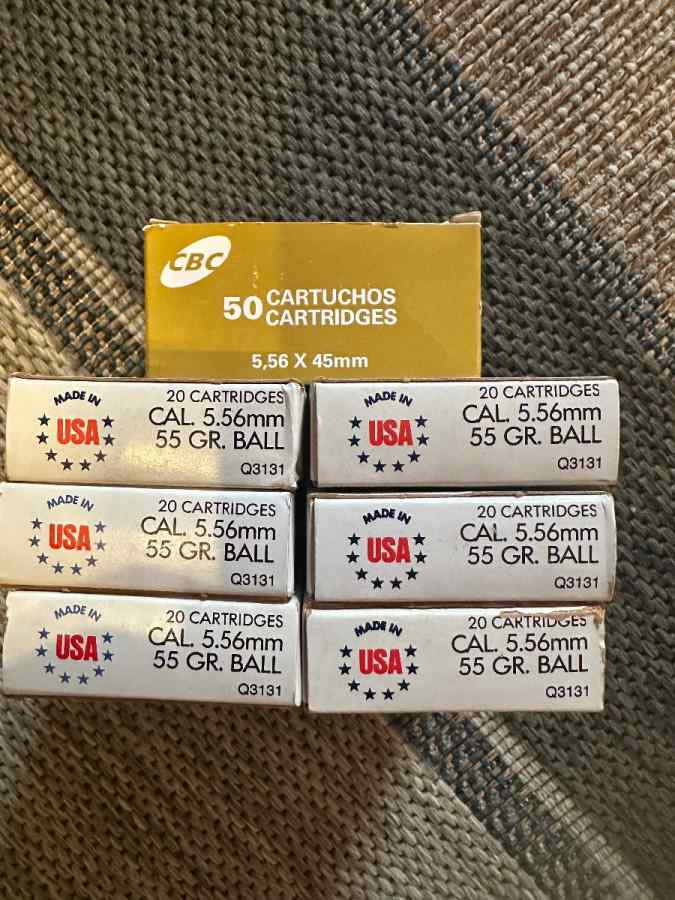 CBC
50 CARTUCHOS
CARTRIDGES
5,56 X 45mm
MADE IN
USA
20 CARTRIDGES
CAL. 5.56mm
55 GR. BALL
Q3131
MADE IN
USA
20 CARTRIDGES
CAL. 5.56mm
55 GR. BALL
Q3131
MADE IN
USA
20 CARTRIDGES
CAL. 5.56mm
55 GR. BALL
Q3131
MADE IN
USA
20 CARTRIDGES
CAL. 5.56mm
55 GR. BALL
Q3131
MADE IN
USA
20 CARTRIDGES
CAL. 5.56mm
55 GR. BALL
Q3131
MADE IN
USA
20 CARTRIDGES
CAL. 5.56mm
55 GR. BALL
Q3131